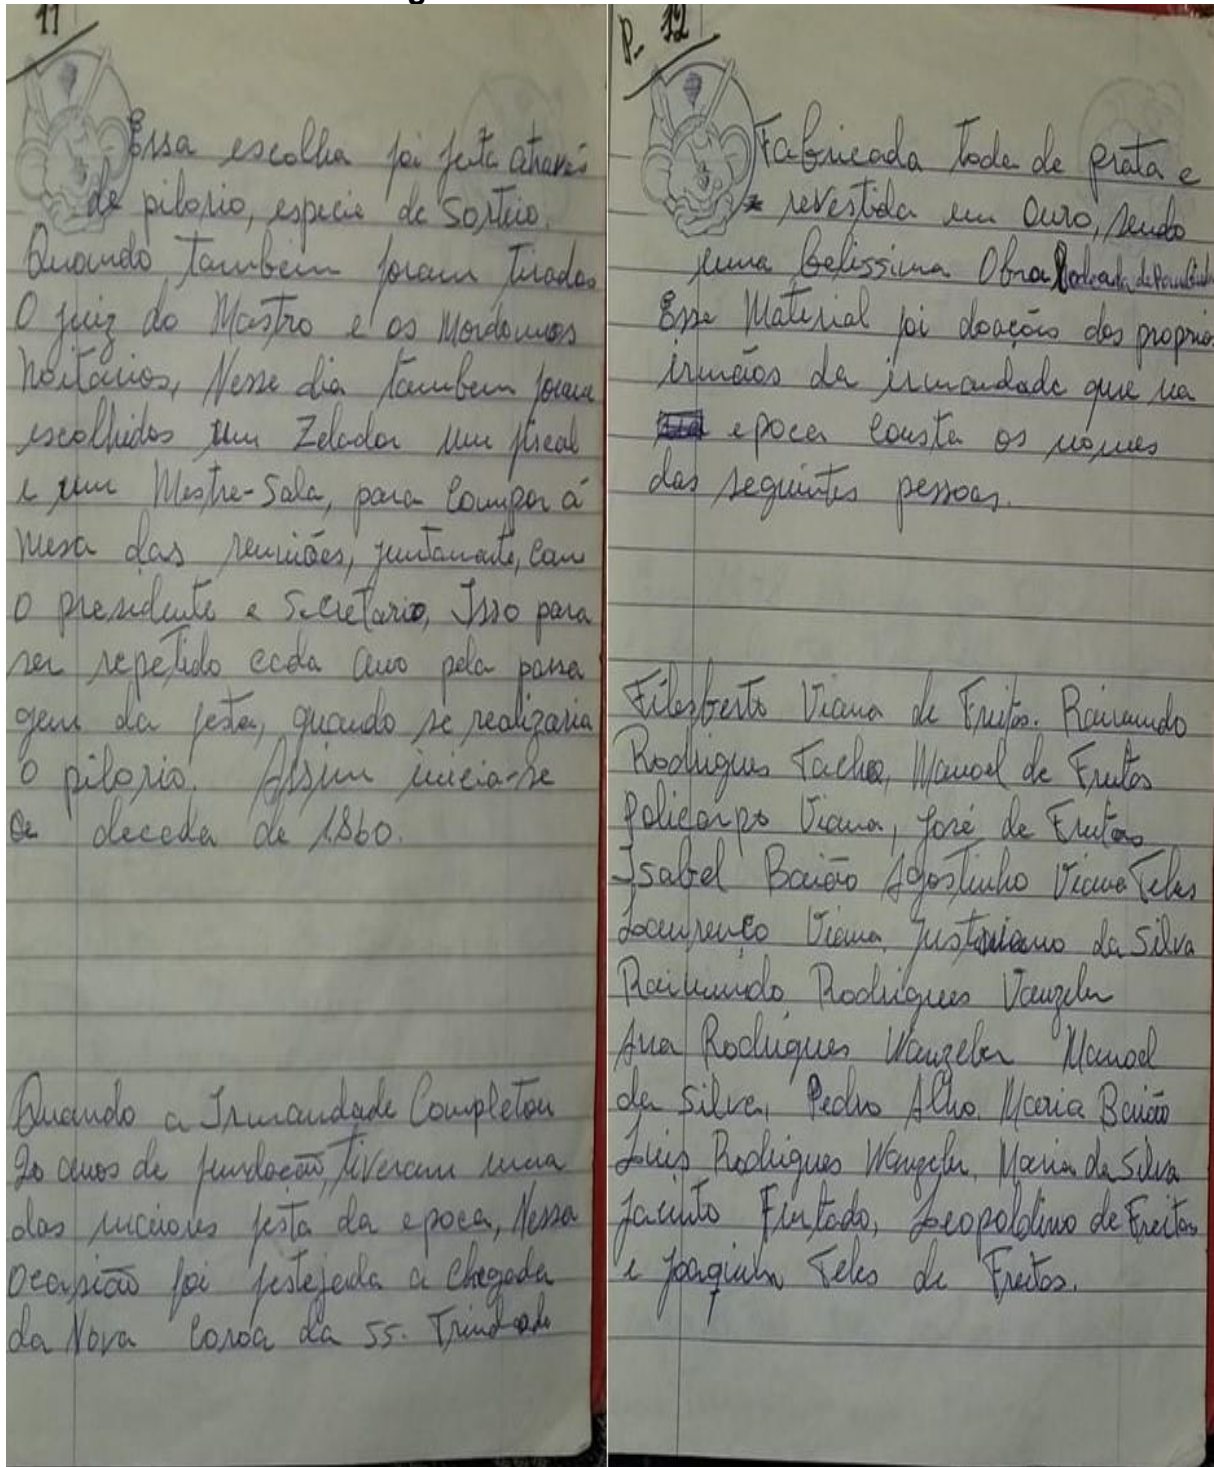 11
Essa escolha foi feita através
de pilorio, especie de Sorteio.
Quando também foram tirados
O juiz do Mastro e os Mordomos
Noitários, Nesse dia tambem foram
escolhidos um Zelador um fiscal
e um Mestre-Sala, para Compor á
mesa das reuniões, juntamente, com
O presidente e Secretario, Isso para
ser repetido cada ano pela passa
gem da festa, quando se realizaria
o pilorio. Assim inicia-se
a decada de 1860.
Quando a Irmandade Completou
20 anos de fundação, tiveram uma
das maiores festa da epoca, Nessa
Ocasião foi festejada a Chegada
da Nova Coroa da SS. Trindade
P. 12
Fabricada toda de prata e
revestida em Ouro, sendo
uma belissima Obra Rodeada de
Esse Material foi doação dos proprios
irmãos da irmandade que na
epoca Consta os nomes
das seguintes pessoas.
Filesberto Viana de Freitas. Raimundo
Rodrigues Tacho, Manoel de Freitas
Policarpo Viana, José de Freitas
Isabel Baião Agostinho Viana Teles
Lourenço Viana, Justiniano da Silva
Raimundo Rodrigues Vanzeler
Ana Rodrigues Wanzeler Manoel
da Silva, Pedro Alho, Maria Baião
Luis Rodrigues Wanzeler, Maria da Silva
Jacinto Furtado, Leopoldino de Freitas
e Joaquim Teles de Freitas.